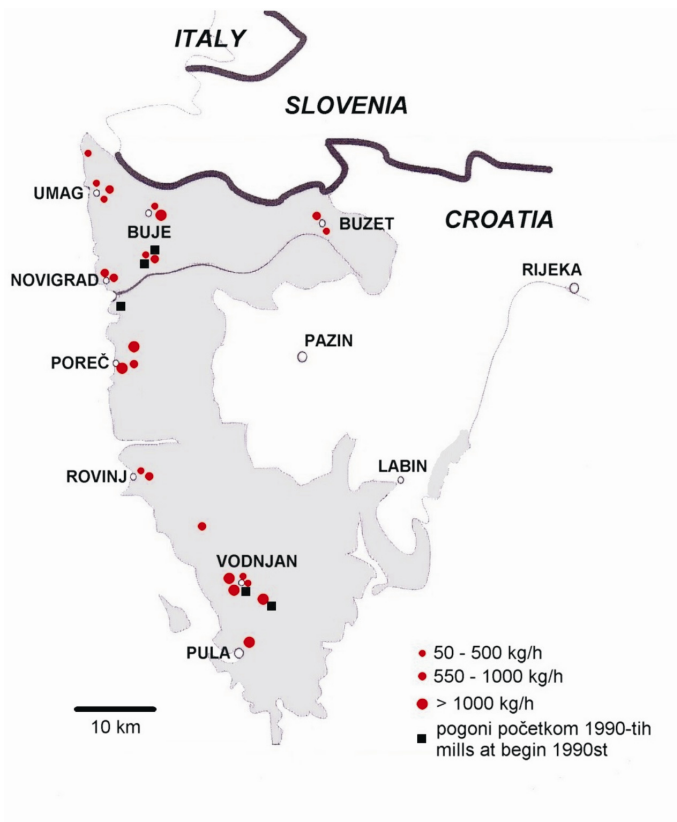 ITALY
SLOVENIA
UMAG
BUJE
BUZET
CROATIA
NOVIGRAD
RIJEKA
PAZIN
POREČ
ROVINJ
LABIN
VODNJAN
PULA
50 - 500 kg/h
550 - 1000 kg/h
> 1000 kg/h
pogoni početkom 1990-tih
mills at begin 1990st
10 km